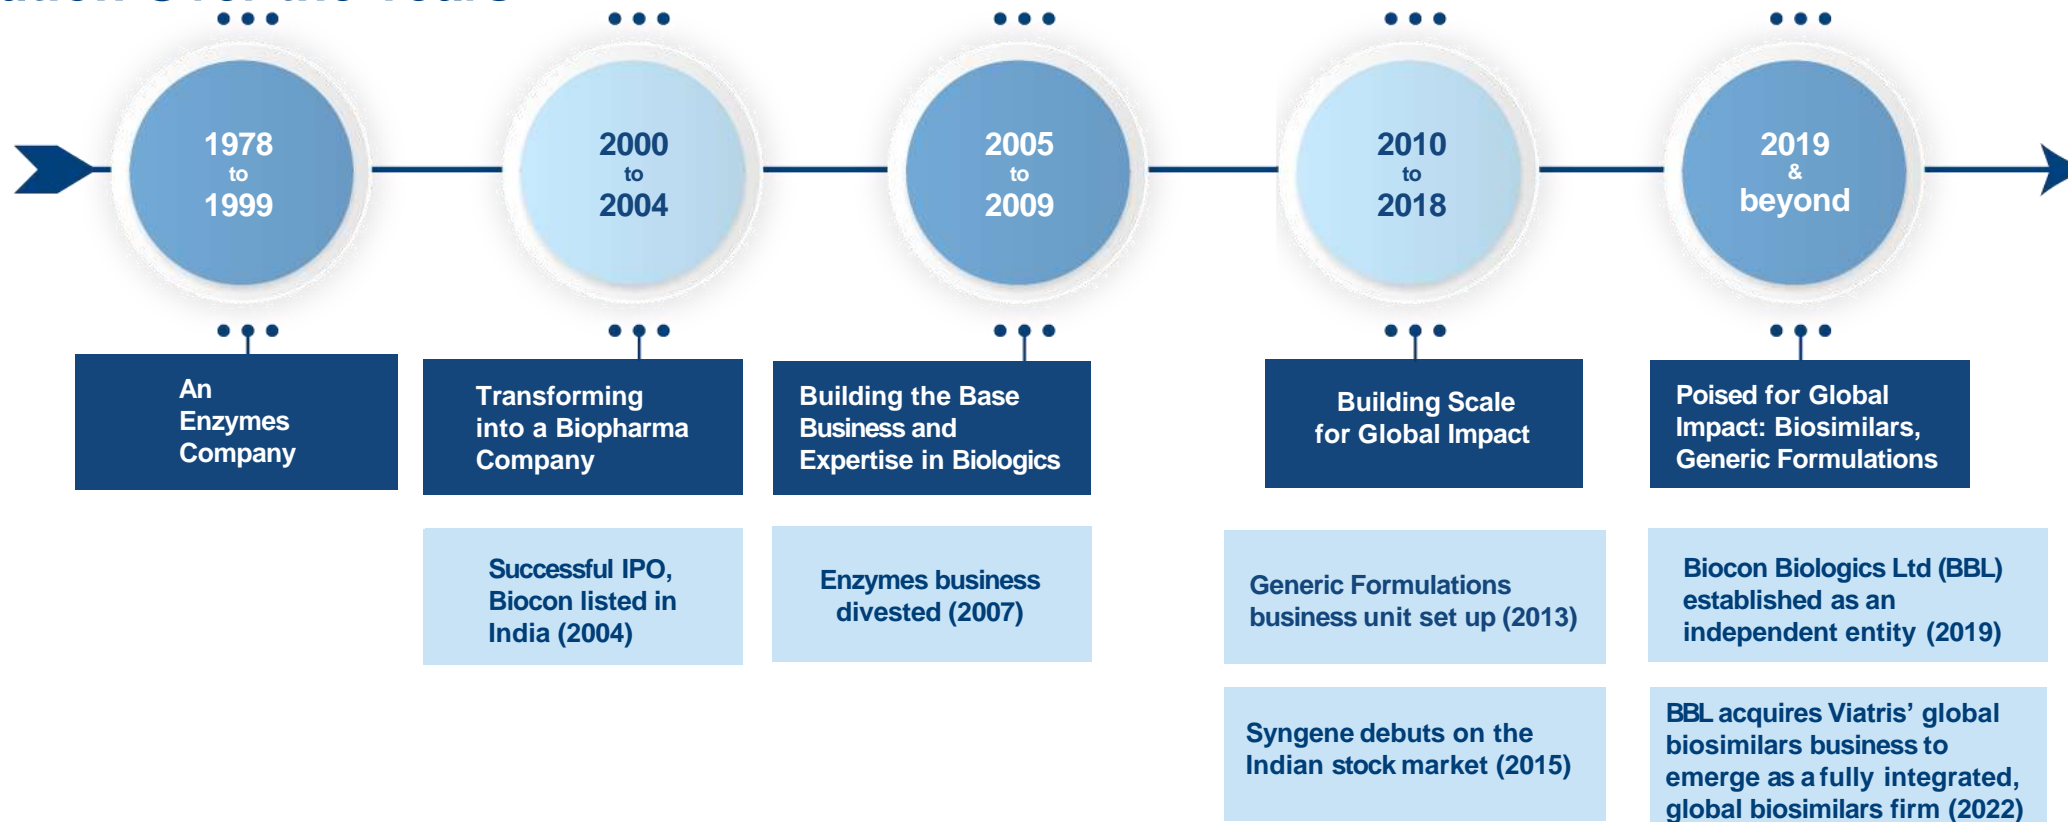 1978
to
1999
2000
to
2004
2005
to
2009
2010
to
2018
2019
&
beyond
An
Enzymes
Company
Transforming
into a Biopharma
Company
Building the Base
Business and
Expertise in Biologics
Building Scale
for Global Impact
Poised for Global
Impact: Biosimilars,
Generic Formulations
Successful IPO,
Biocon listed in
India (2004)
Enzymes business
divested (2007)
Generic Formulations
business unit set up (2013)
Biocon Biologics Ltd (BBL)
established as an
independent entity (2019)
Syngene debuts on the
Indian stock market (2015)
BBL acquires Viatris’ global
biosimilars business to
emerge as a fully integrated,
global biosimilars firm (2022)